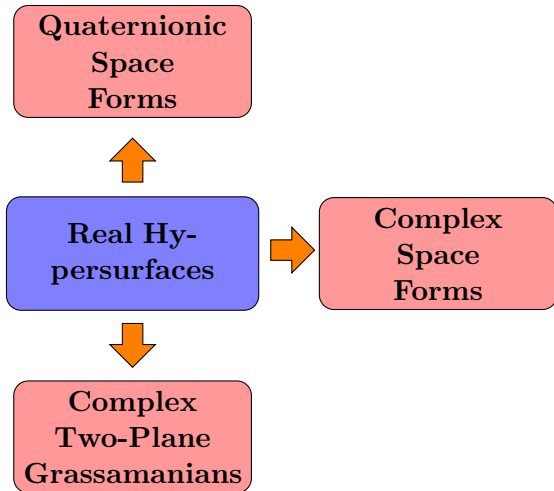 Quaternionic
Space
Forms
Real Hy-
persurfaces
Complex
Space
Forms
Complex
Two-Plane
Grassamanians